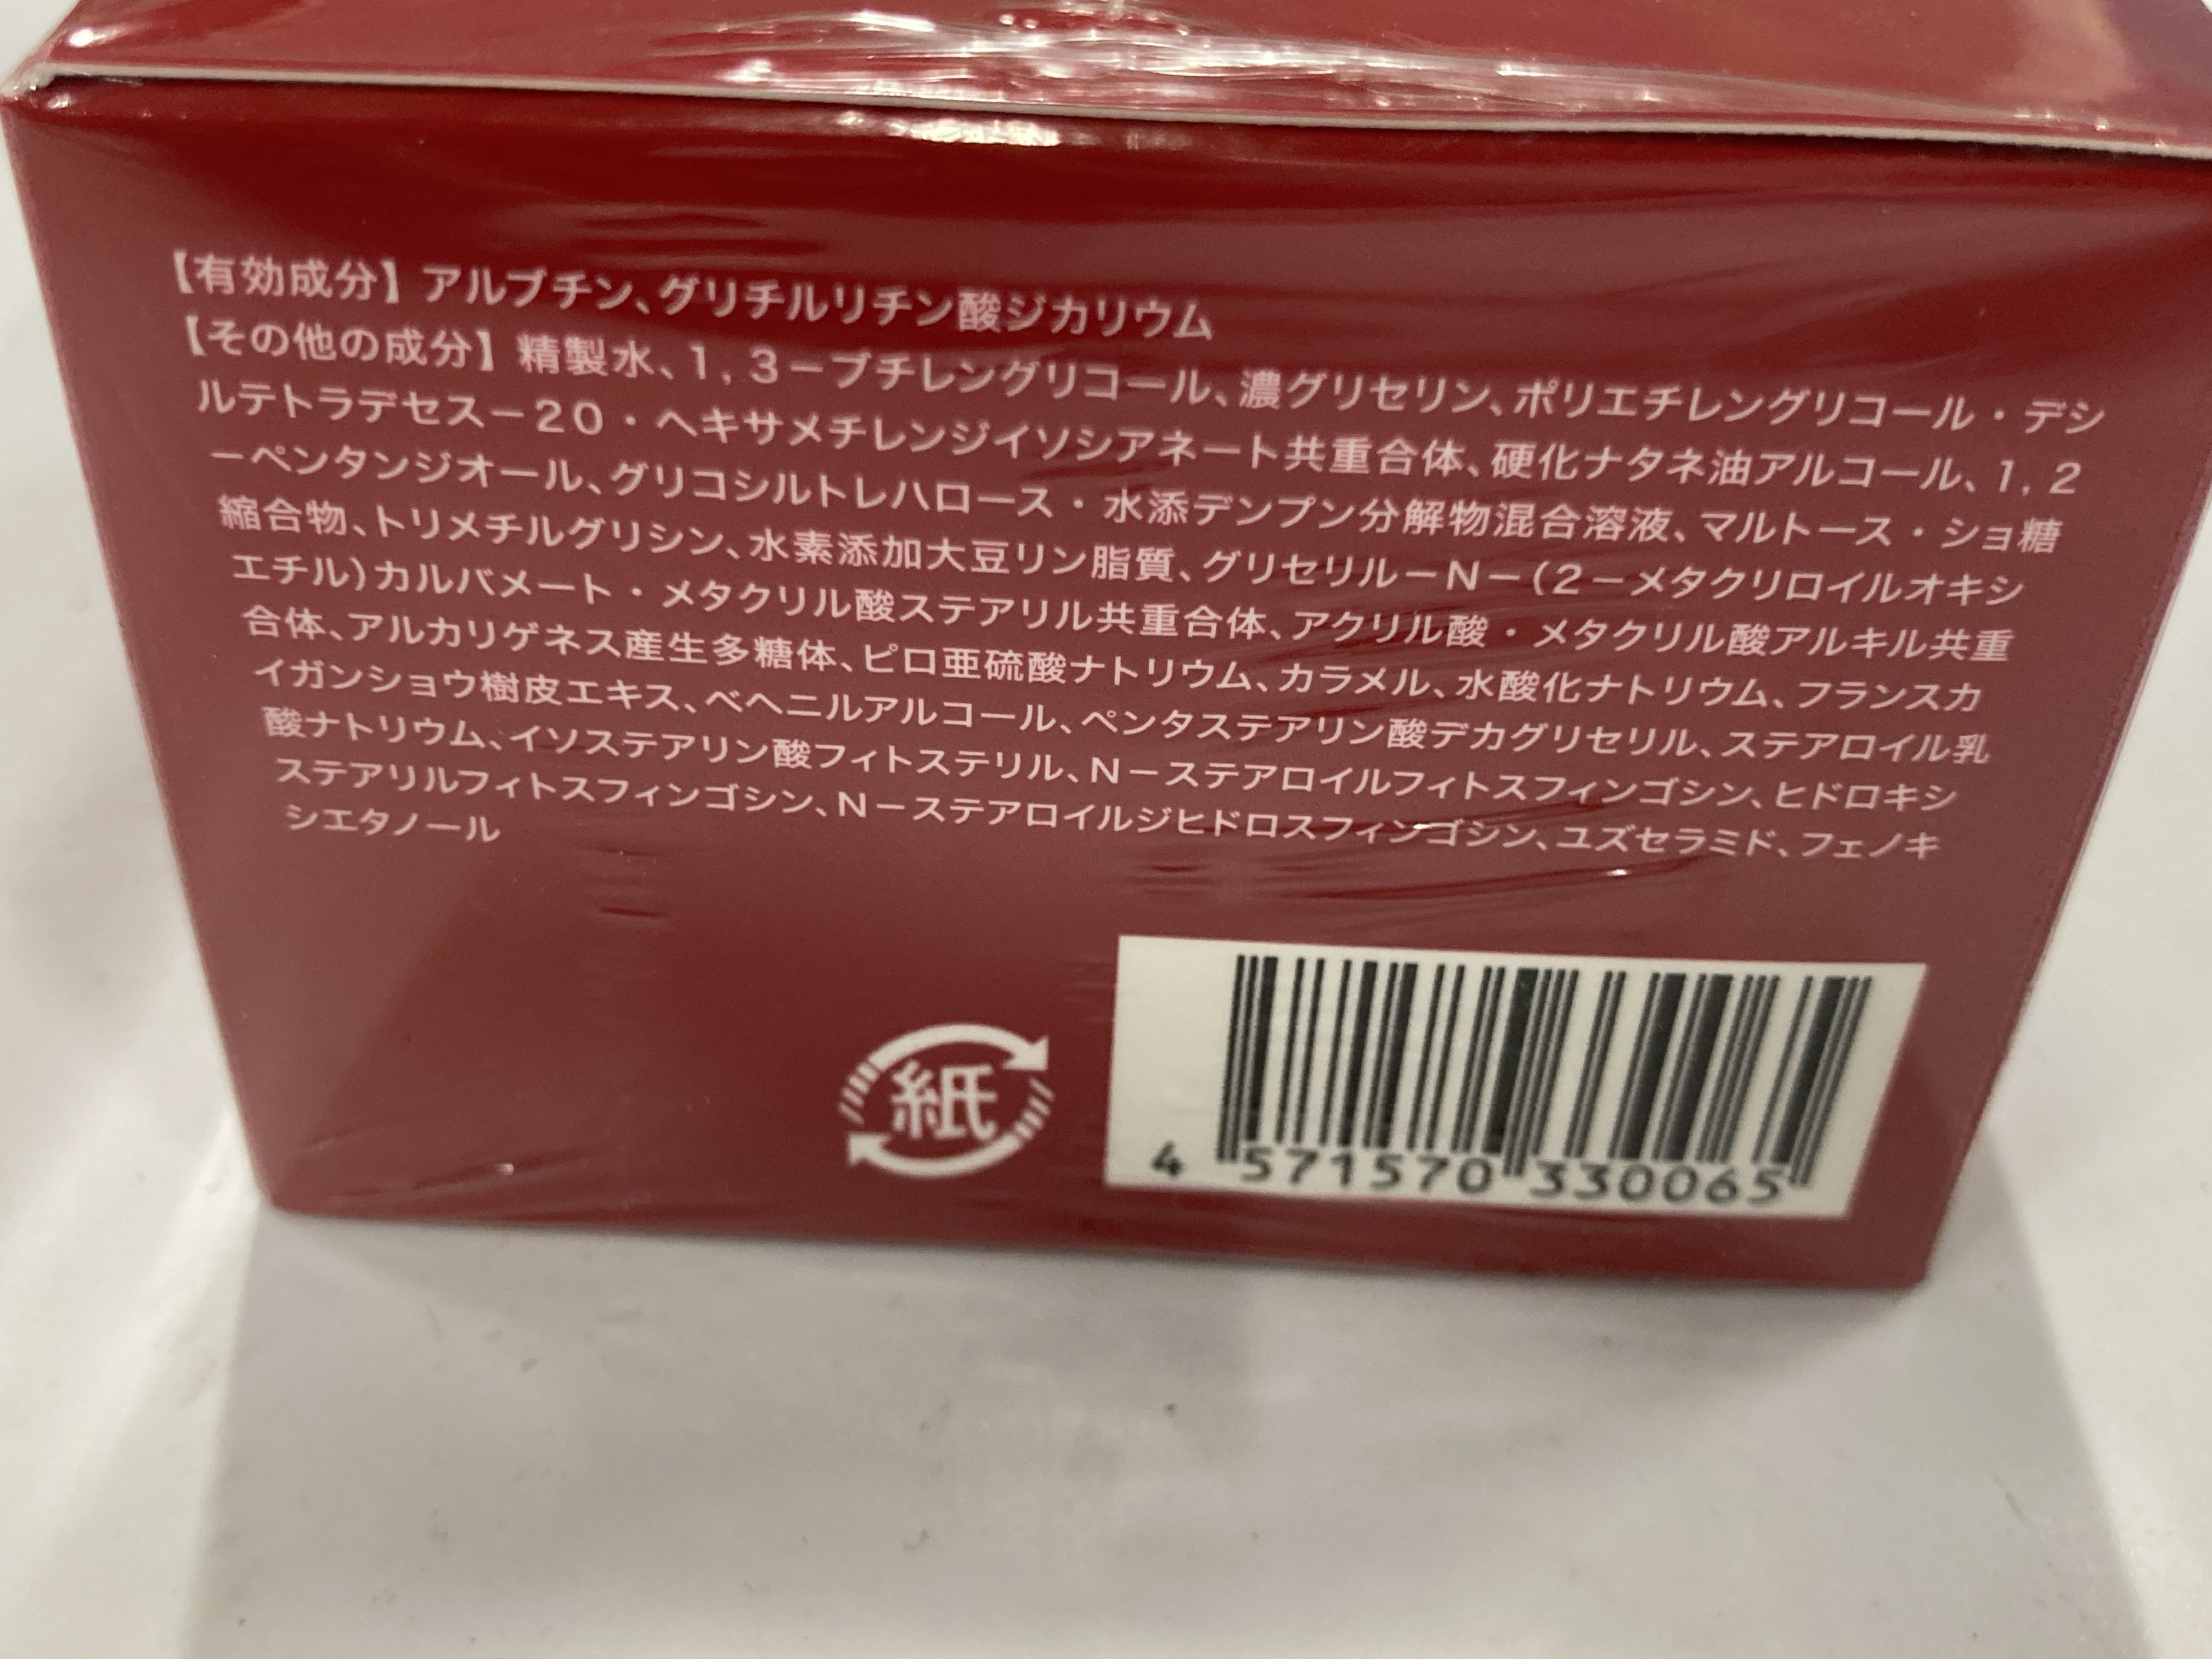 【有効成分】アルブチン、グリチルリチン酸ジカリウム
【その他の成分】精製水、1,3－ブチレングリコール、濃グリセリン、ポリエチレングリコール・デシ
ルテトラデセス－20・ヘキサメチレンジイソシアネート共重合体、硬化ナタネ油アルコール、1,2
－ペンタンジオール、グリコシルトレハロース・水添デンプン分解物混合溶液、マルトース・ショ糖
縮合物、トリメチルグリシン、水素添加大豆リン脂質、グリセリル－N－（2－メタクリロイルオキシ
エチル）カルバメート・メタクリル酸ステアリル共重合体、アクリル酸・メタクリル酸アルキル共重
合体、アルカリゲネス産生多糖体、ピロ亜硫酸ナトリウム、カラメル、水酸化ナトリウム、フランスカ
イガンショウ樹皮エキス、ベヘニルアルコール、ペンタステアリン酸デカグリセリル、ステアロイル乳
酸ナトリウム、イソステアリン酸フィトステリル、N－ステアロイルフィトスフィンゴシン、ヒドロキシ
ステアリルフィトスフィンゴシン、N－ステアロイルジヒドロスフィンゴシン、ユズセラミド、フェノキ
シエタノール
紙
4 571570 330065